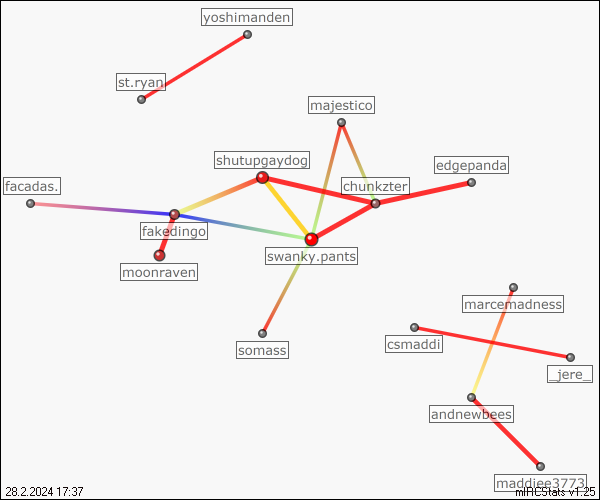 yoshimanden
st.ryan
majestico
shutupgaydog
edgepanda
facadas.
chunkzter
fakedingo
swanky.pants
moonraven
marcemadness
csmaddi
somass
_jere_
andnewbees
maddiee3773
28.2.2024 17:37
mIRCStats v1.25